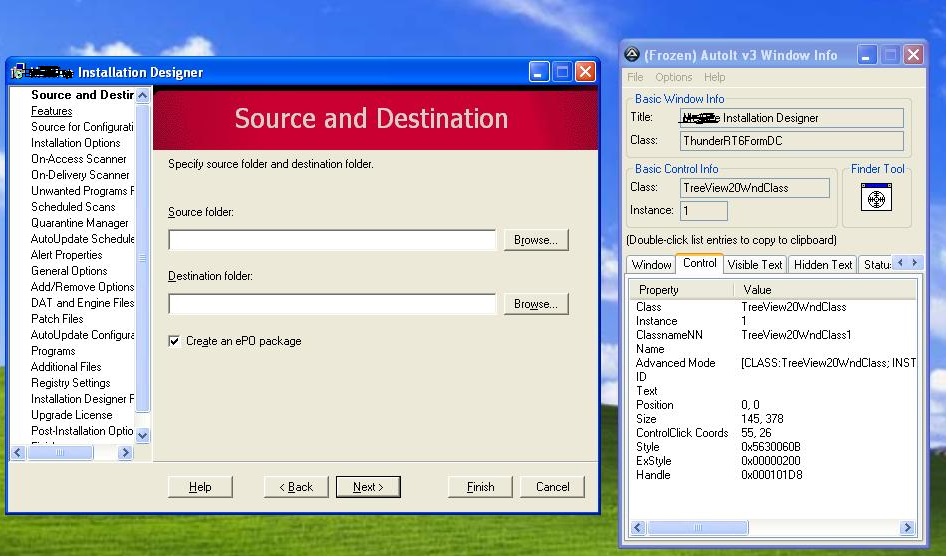 Installation Designer
Source and Destin
Features
Source for Configurati
Installation Options
On-Access Scanner
On-Delivery Scanner
Unwanted Programs F
Scheduled Scans
Quarantine Manager
AutoUpdate Schedule
Alert Properties
General Options
Add/Remove Options
DAT and Engine Files
Patch Files
AutoUpdate Configura
Programs
Additional Files
Registry Settings
Installation Designer F
Upgrade License
Post-Installation Optio
Source and Destination
Specify source folder and destination folder.
Source folder:
Browse...
Destination folder:
Browse...
Create an ePO package
Help
< Back
Next >
Finish
Cancel
(Frozen) AutoIt v3 Window Info
File Options Help
Basic Window Info
Title: Installation Designer
Class: ThunderRT6FormDC
Basic Control Info
Class: TreeView20WndClass
Instance: 1
Finder Tool
(Double-click list entries to copy to clipboard)
Window Control Visible Text Hidden Text Statu:
Property Value
Class TreeView20WndClass
Instance 1
ClassnameNN TreeView20WndClass1
Name
Advanced Mode [CLASS:TreeView20WndClass; INST
ID
Text
Position 0, 0
Size 145, 378
ControlClick Coords 55, 26
Style 0x5630060B
ExStyle 0x00000200
Handle 0x000101D8